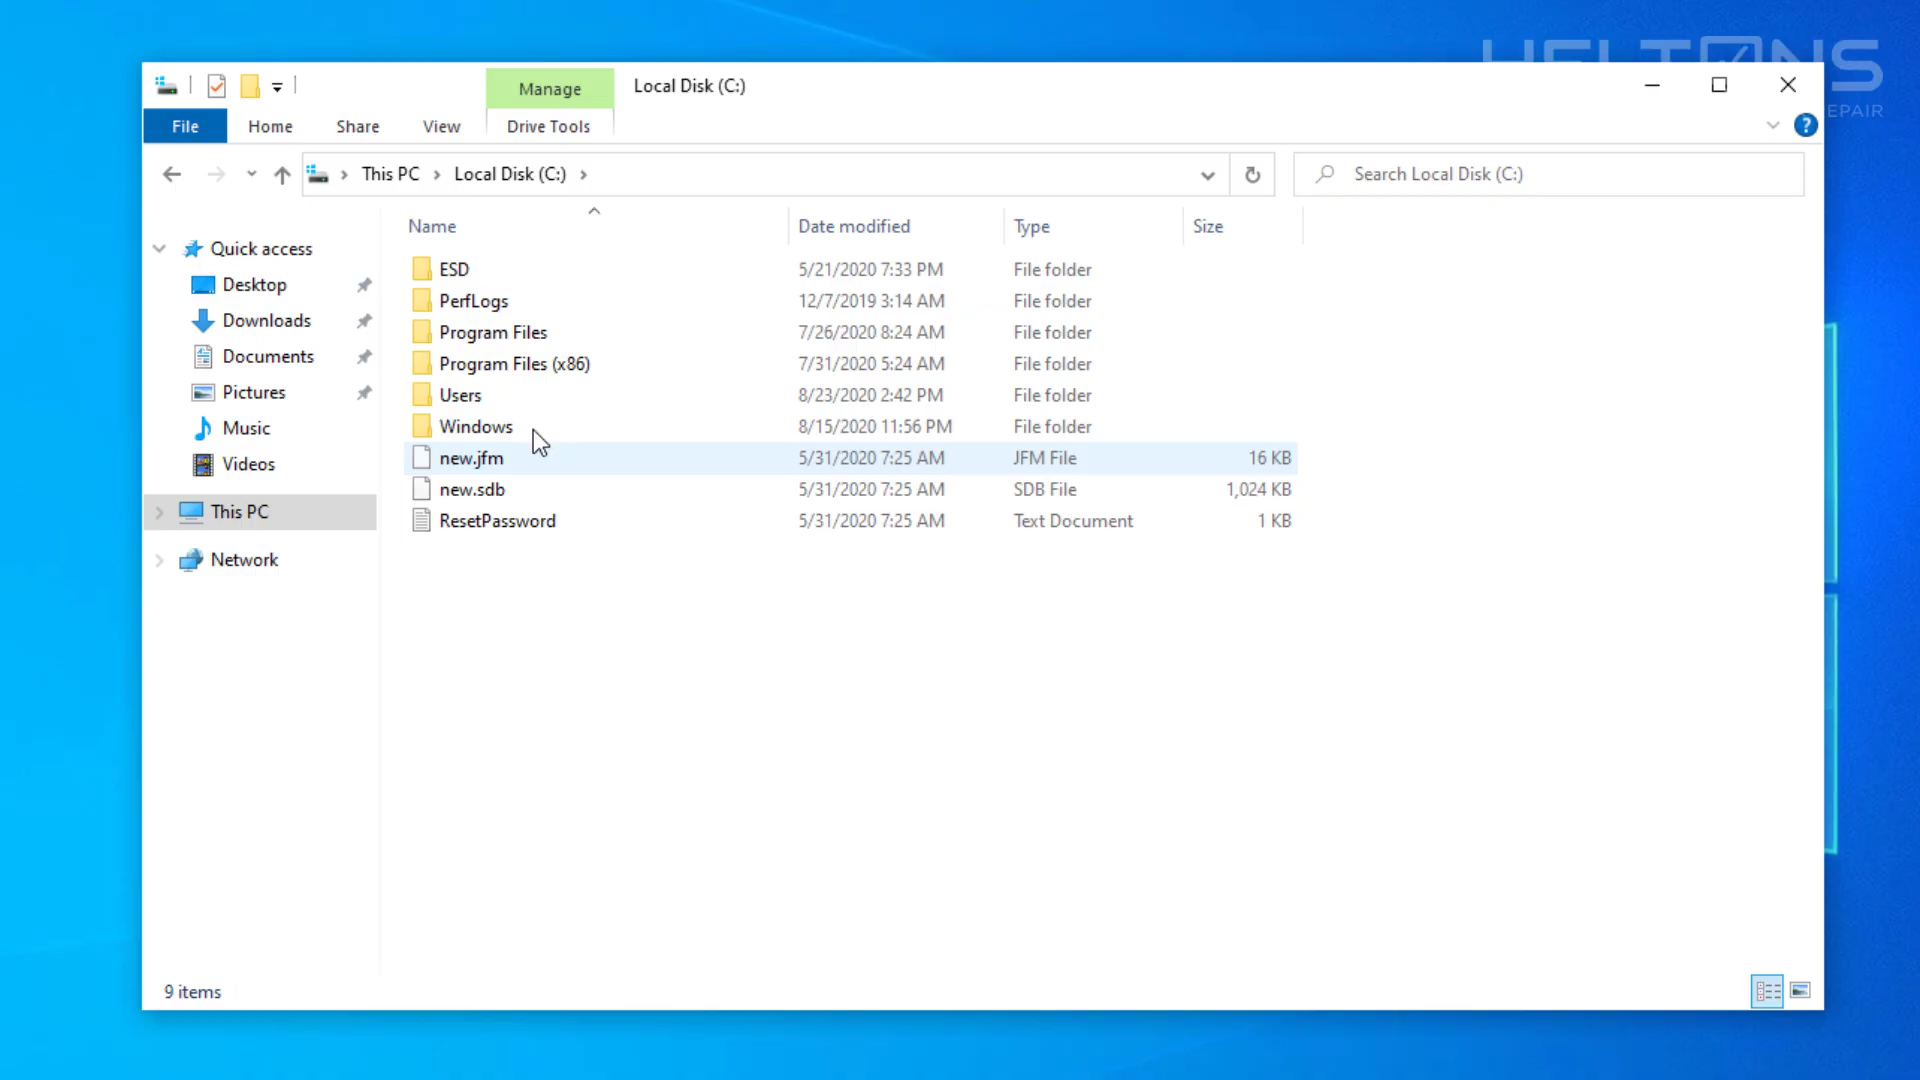 HELTONS
EPAIR
Manage
Local Disk (C:)
File
Home
Share
View
Drive Tools
?
This PC
Local Disk (C:)
Search Local Disk (C:)
Name
Date modified
Type
Size
Quick access
Desktop
Downloads
Documents
Pictures
Music
Videos
This PC
Network
ESD 5/21/2020 7:33 PM File folder
PerfLogs 12/7/2019 3:14 AM File folder
Program Files 7/26/2020 8:24 AM File folder
Program Files (x86) 7/31/2020 5:24 AM File folder
Users 8/23/2020 2:42 PM File folder
Windows 8/15/2020 11:56 PM File folder
new.jfm 5/31/2020 7:25 AM JFM File 16 KB
new.sdb 5/31/2020 7:25 AM SDB File 1,024 KB
ResetPassword 5/31/2020 7:25 AM Text Document 1 KB
9 items